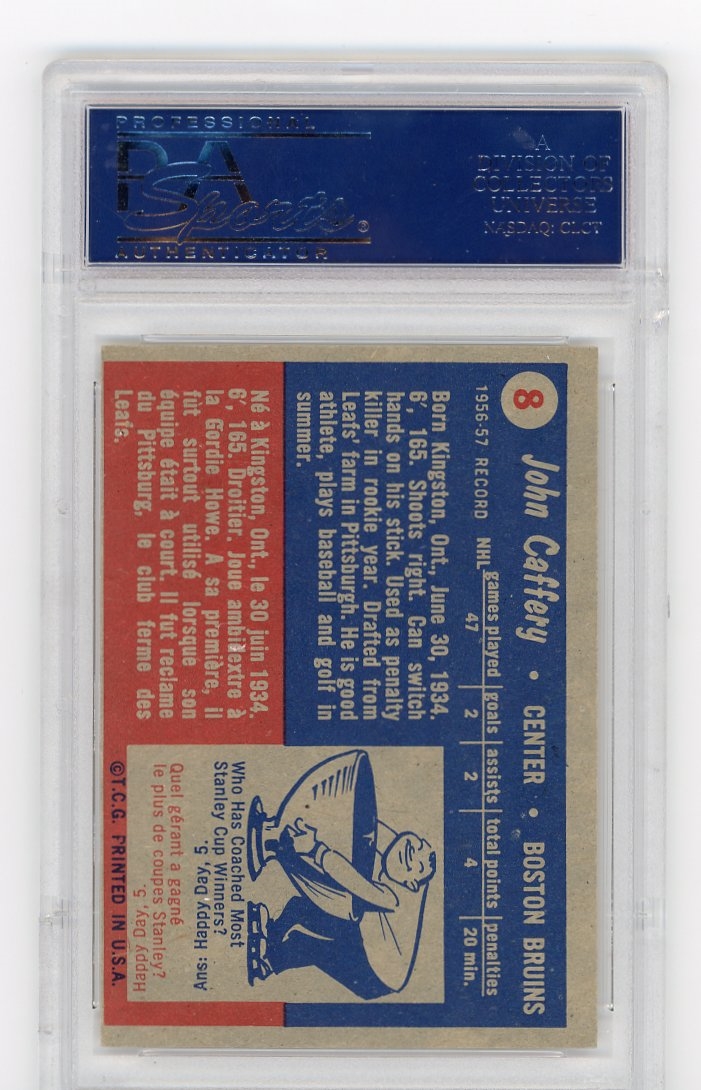 PROFESSIONAL
PSA
Sports®
AUTHENTICATOR
A
DIVISION OF
COLLECTORS
UNIVERSE
NASDAQ: CLCT
8
John Caffery • CENTER • BOSTON BRUINS
1956-57 RECORD NHL games played goals assists total points penalties
47 2 2 4 20 min.
Born Kingston, Ont., June 30, 1934.
6', 165. Shoots right. Can switch
hands on his stick. Used as penalty
killer in rookie year. Drafted from
Leafs' farm in Pittsburgh. He is good
athlete, plays baseball and golf in
summer.
Né à Kingston, Ont., le 30 juin 1934.
6', 165. Droitier. Joue ambidextre à
la Gordie Howe. A sa première, il
fût surtout utilisé lorsque son
équipe était à court. Il fut reclame
du Pittsburg, le club ferme des
Leafs.
Who Has Coached Most
Stanley Cup Winners?
Ans: Happy Day, 5.
Quel gérant a gagné
le plus de coupes Stanley?
Happy Day, 5.
©T.C.G. PRINTED IN U.S.A.